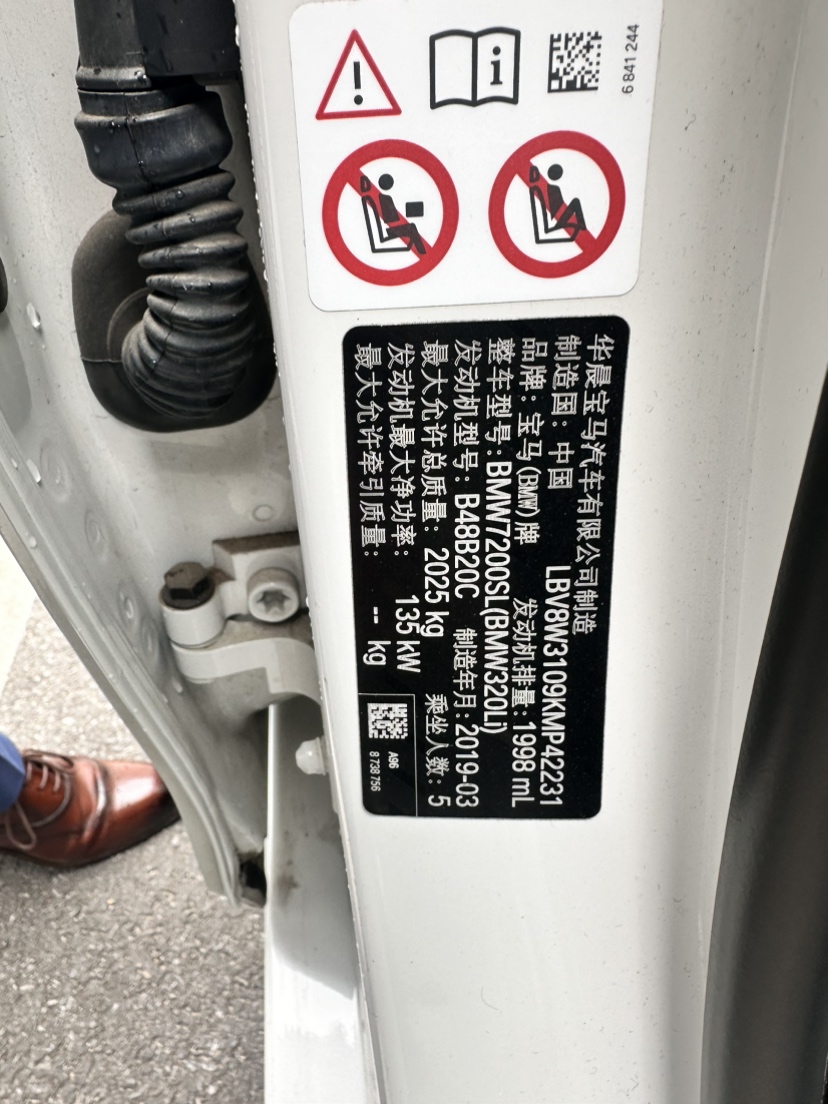 6 841 244
华晨宝马汽车有限公司制造
制造国：中国 LBV8W3109KMP42231
品牌：宝马(BMW)牌 发动机排量：1998 mL
整车型号：BMW7200SL(BMW320Li)
发动机型号：B48B20C 制造年月：2019-03
最大允许总质量：2025 kg 乘坐人数：5
发动机最大净功率：135 kW
最大允许牵引质量：-- kg
A96
8 738 756